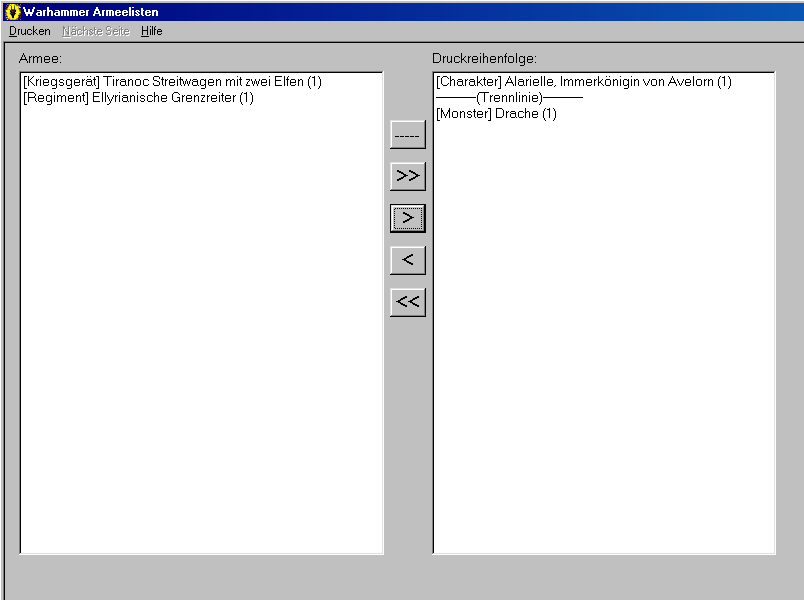 Warhammer Armeelisten
Drucken Nächste Seite Hilfe
Armee:
[Kriegsgerät] Tiranoc Streitwagen mit zwei Elfen (1)
[Regiment] Ellyrianische Grenzreiter (1)
-----
>>
>
<
<<
Druckreihenfolge:
[Charakter] Alarielle, Immerkönigin von Avelorn (1)
———(Trennlinie)———
[Monster] Drache (1)